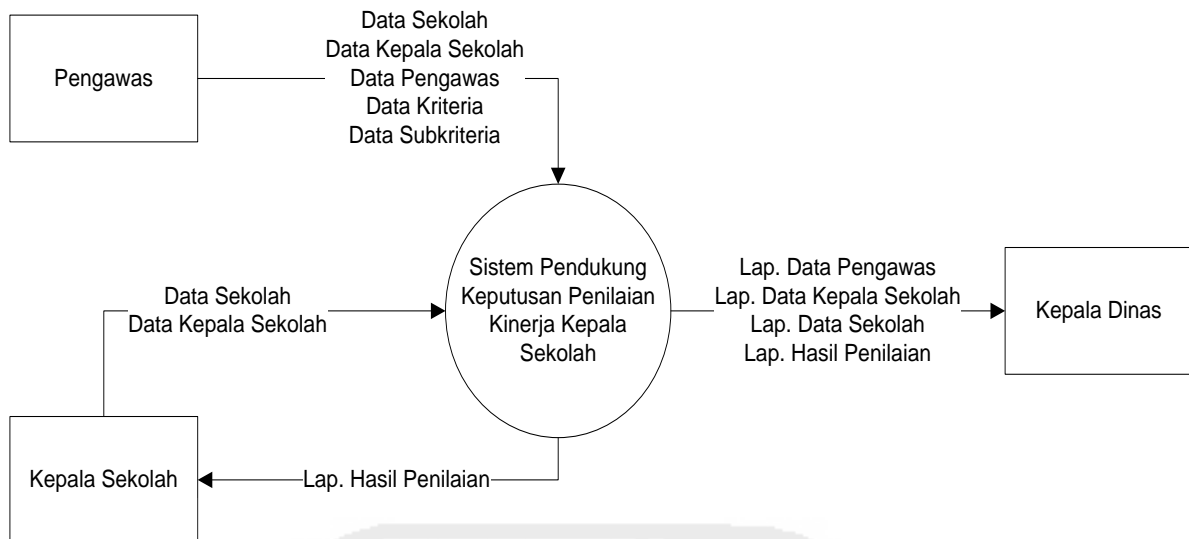 Pengawas
Data Sekolah
Data Kepala Sekolah
Data Pengawas
Data Kriteria
Data Subkriteria
Sistem Pendukung
Keputusan Penilaian
Kinerja Kepala
Sekolah
Lap. Data Pengawas
Lap. Data Kepala Sekolah
Lap. Data Sekolah
Lap. Hasil Penilaian
Kepala Dinas
Data Sekolah
Data Kepala Sekolah
Kepala Sekolah
Lap. Hasil Penilaian